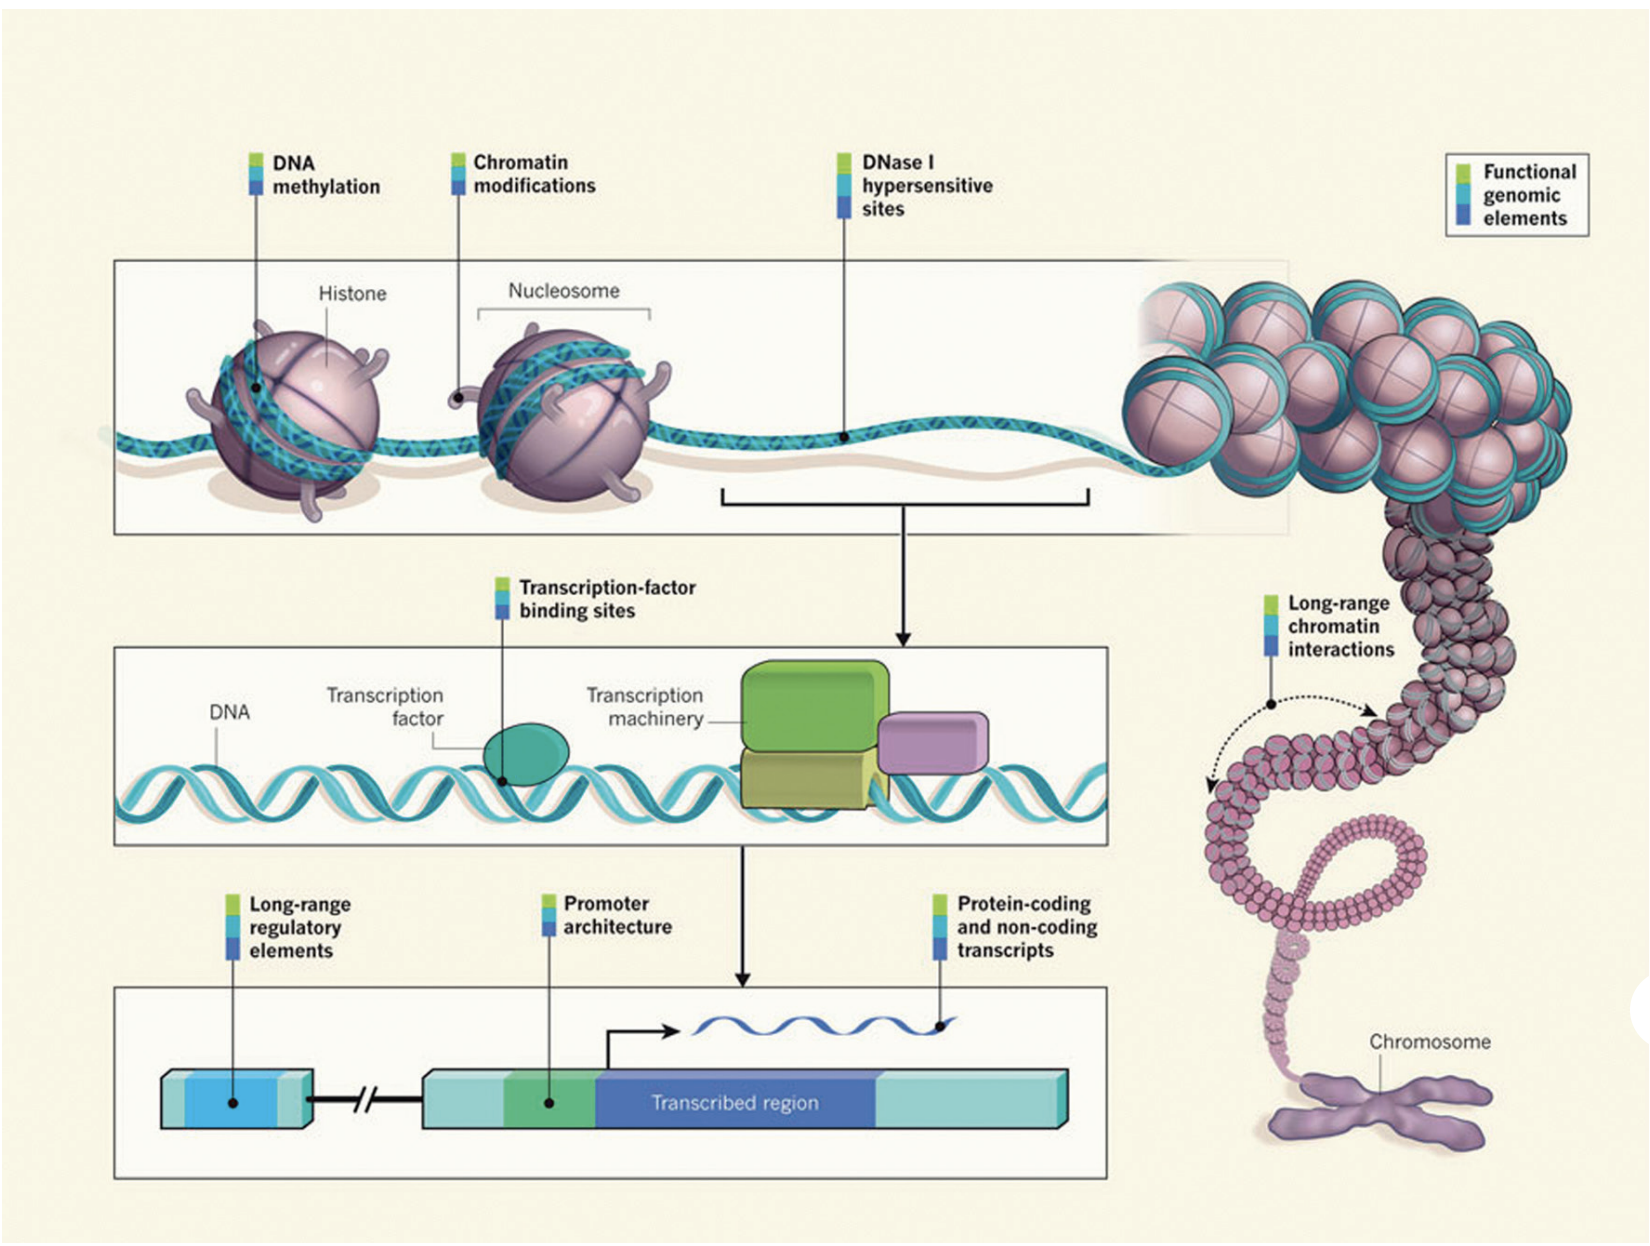 DNA
methylation
Chromatin
modifications
DNase I
hypersensitive
sites
Functional
genomic
elements
Histone
Nucleosome
Transcription-factor
binding sites
Long-range
chromatin
interactions
DNA
Transcription
factor
Transcription
machinery
Long-range
regulatory
elements
Promoter
architecture
Protein-coding
and non-coding
transcripts
Transcribed region
Chromosome